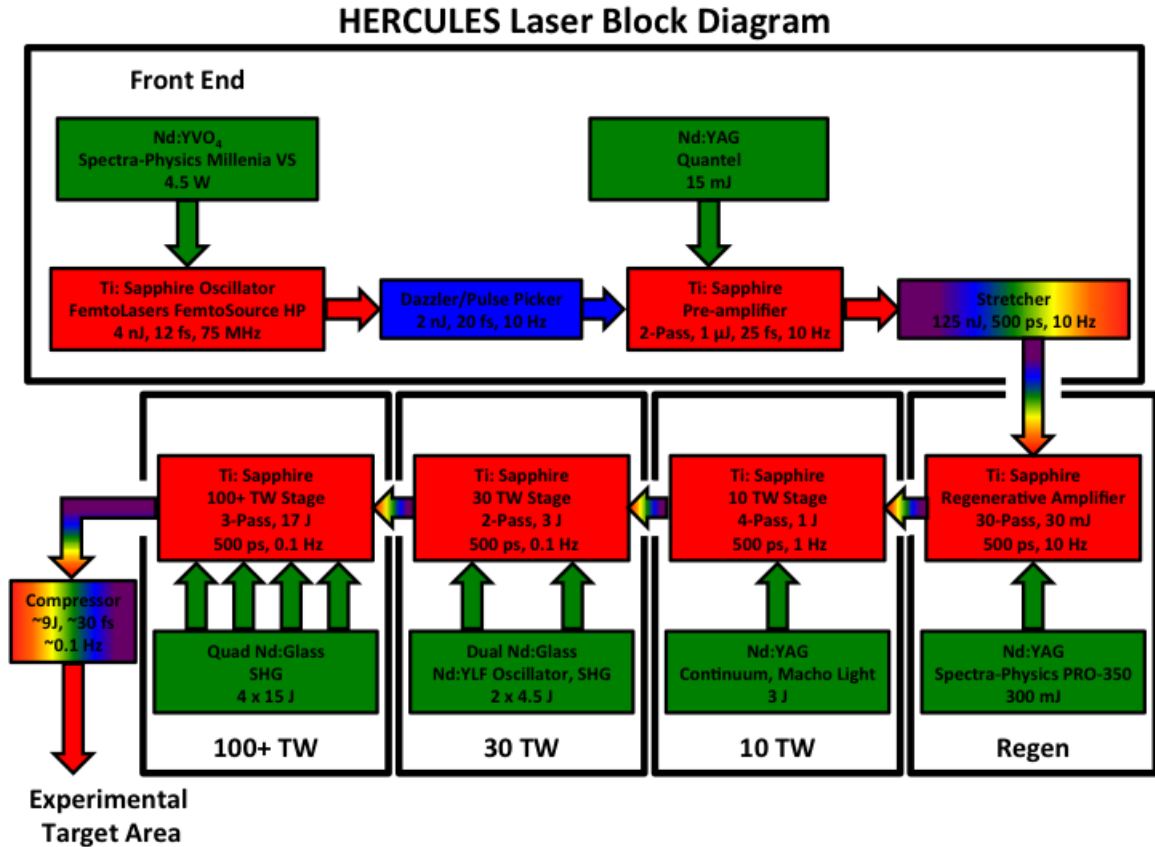 HERCULES Laser Block Diagram
Front End
Nd:YVO₄
Spectra-Physics Millenia VS
4.5 W
Nd:YAG
Quantel
15 mJ
Ti: Sapphire Oscillator
FemtoLasers FemtoSource HP
4 nJ, 12 fs, 75 MHz
Dazzler/Pulse Picker
2 nJ, 20 fs, 10 Hz
Ti: Sapphire
Pre-amplifier
2-Pass, 1 μJ, 25 fs, 10 Hz
Stretcher
125 nJ, 500 ps, 10 Hz
Ti: Sapphire
100+ TW Stage
3-Pass, 17 J
500 ps, 0.1 Hz
Ti: Sapphire
30 TW Stage
2-Pass, 3 J
500 ps, 0.1 Hz
Ti: Sapphire
10 TW Stage
4-Pass, 1 J
500 ps, 1 Hz
Ti: Sapphire
Regenerative Amplifier
30-Pass, 30 mJ
500 ps, 10 Hz
Compressor
~9J, ~30 fs
~0.1 Hz
Quad Nd:Glass
SHG
4 x 15 J
Dual Nd:Glass
Nd:YLF Oscillator, SHG
2 x 4.5 J
Nd:YAG
Continuum, Macho Light
3 J
Nd:YAG
Spectra-Physics PRO-350
300 mJ
100+ TW
30 TW
10 TW
Regen
Experimental
Target Area